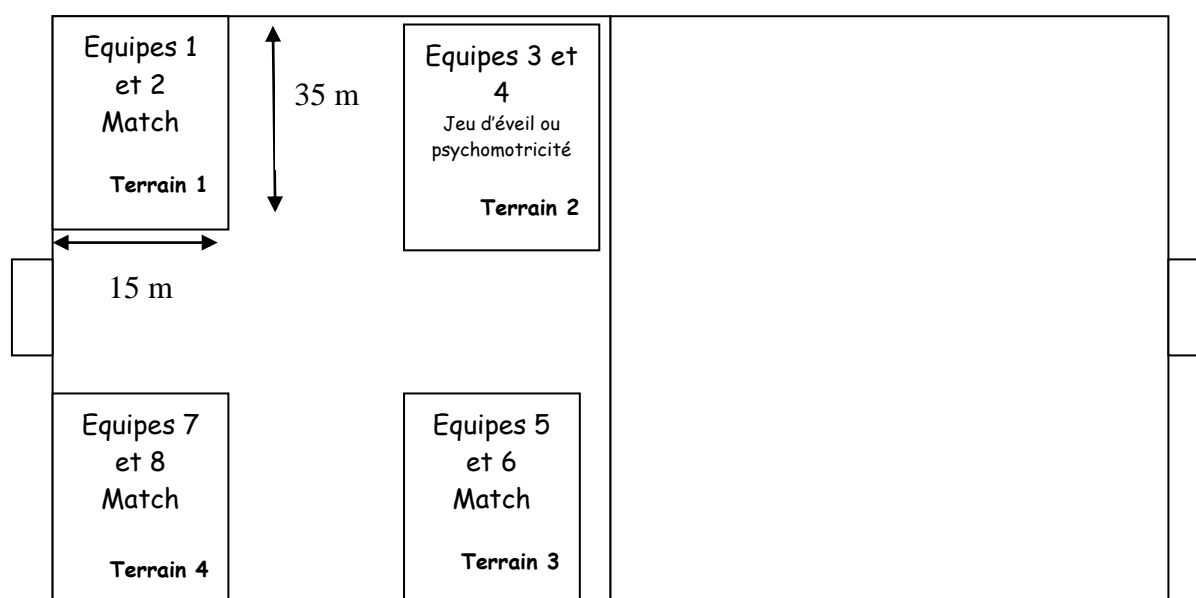 Equipes 1
et 2
Match
Terrain 1
35 m
15 m
Equipes 3 et
4
Jeu d'éveil ou
psychomotricité
Terrain 2
Equipes 7
et 8
Match
Terrain 4
Equipes 5
et 6
Match
Terrain 3